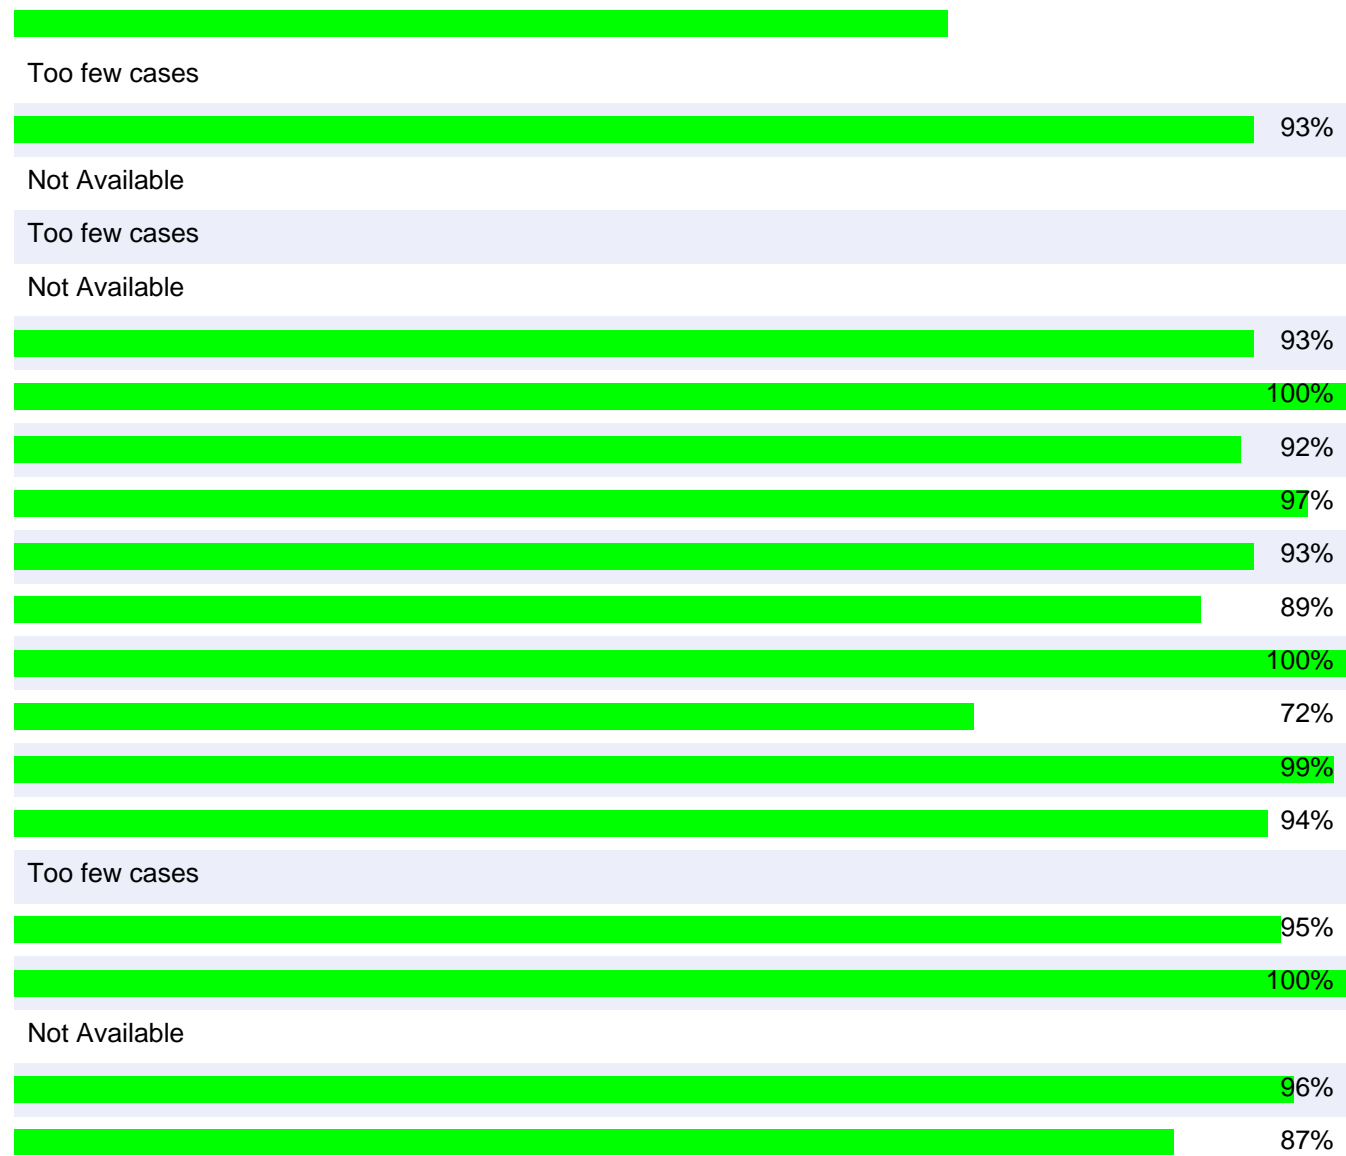 Too few cases
93%
Not Available
Too few cases
Not Available
93%
100%
92%
97%
93%
89%
100%
72%
99%
94%
Too few cases
95%
100%
Not Available
96%
87%